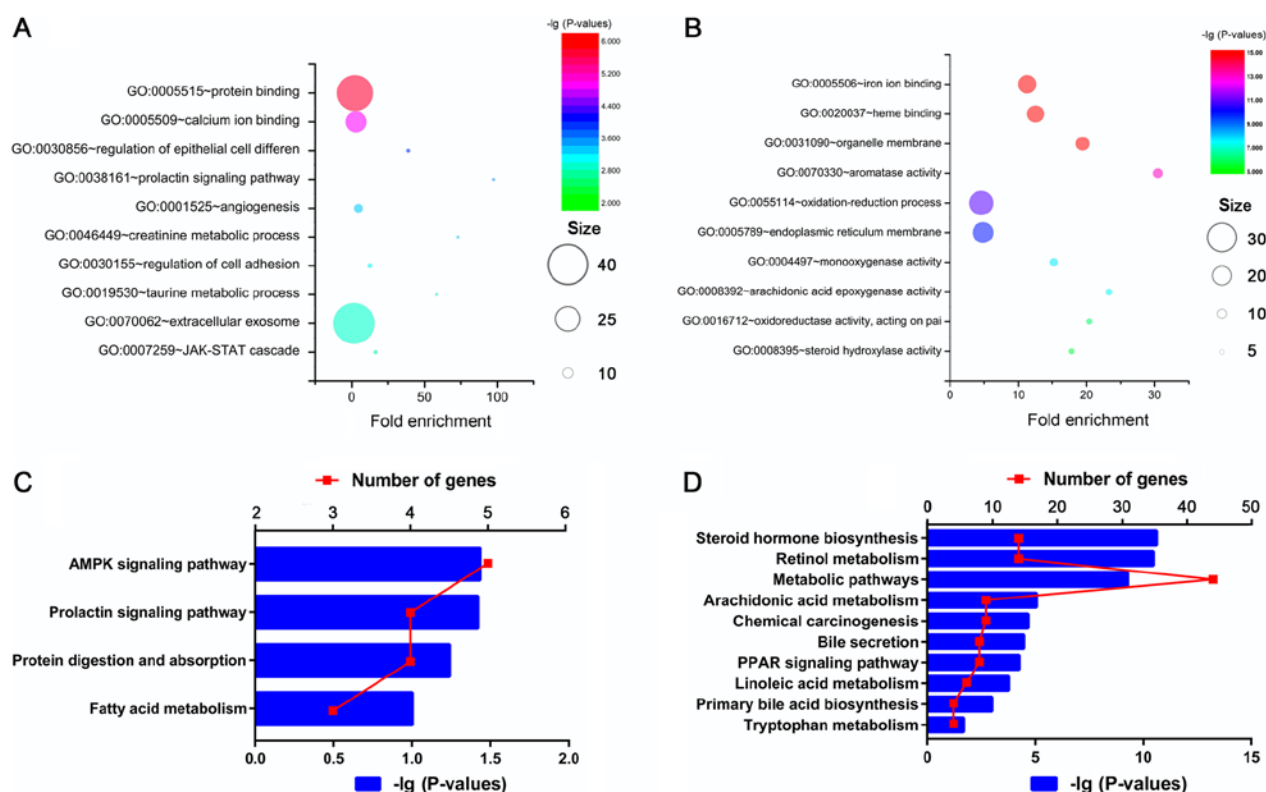 A
-lg (P-values)
6.000
5.200
4.400
3.600
2.800
2.000
GO:0005515~protein binding
GO:0005509~calcium ion binding
GO:0030856~regulation of epithelial cell differen
GO:0038161~prolactin signaling pathway
GO:0001525~angiogenesis
GO:0046449~creatinine metabolic process
GO:0030155~regulation of cell adhesion
GO:0019530~taurine metabolic process
GO:0070062~extracellular exosome
GO:0007259~JAK-STAT cascade
0 50 100
Fold enrichment
Size
40
25
10
B
-lg (P-values)
15.00
13.00
11.00
9.000
7.000
5.000
GO:0005506~iron ion binding
GO:0020037~heme binding
GO:0031090~organelle membrane
GO:0070330~aromatase activity
GO:0055114~oxidation-reduction process
GO:0005789~endoplasmic reticulum membrane
GO:0004497~monooxygenase activity
GO:0008392~arachidonic acid epoxygenase activity
GO:0016712~oxidoreductase activity, acting on pai
GO:0008395~steroid hydroxylase activity
0 10 20 30
Fold enrichment
Size
30
20
10
5
C
Number of genes
2 3 4 5 6
AMPK signaling pathway
Prolactin signaling pathway
Protein digestion and absorption
Fatty acid metabolism
0.0 0.5 1.0 1.5 2.0
-lg (P-values)
D
Number of genes
0 10 20 30 40 50
Steroid hormone biosynthesis
Retinol metabolism
Metabolic pathways
Arachidonic acid metabolism
Chemical carcinogenesis
Bile secretion
PPAR signaling pathway
Linoleic acid metabolism
Primary bile acid biosynthesis
Tryptophan metabolism
0 5 10 15
-lg (P-values)